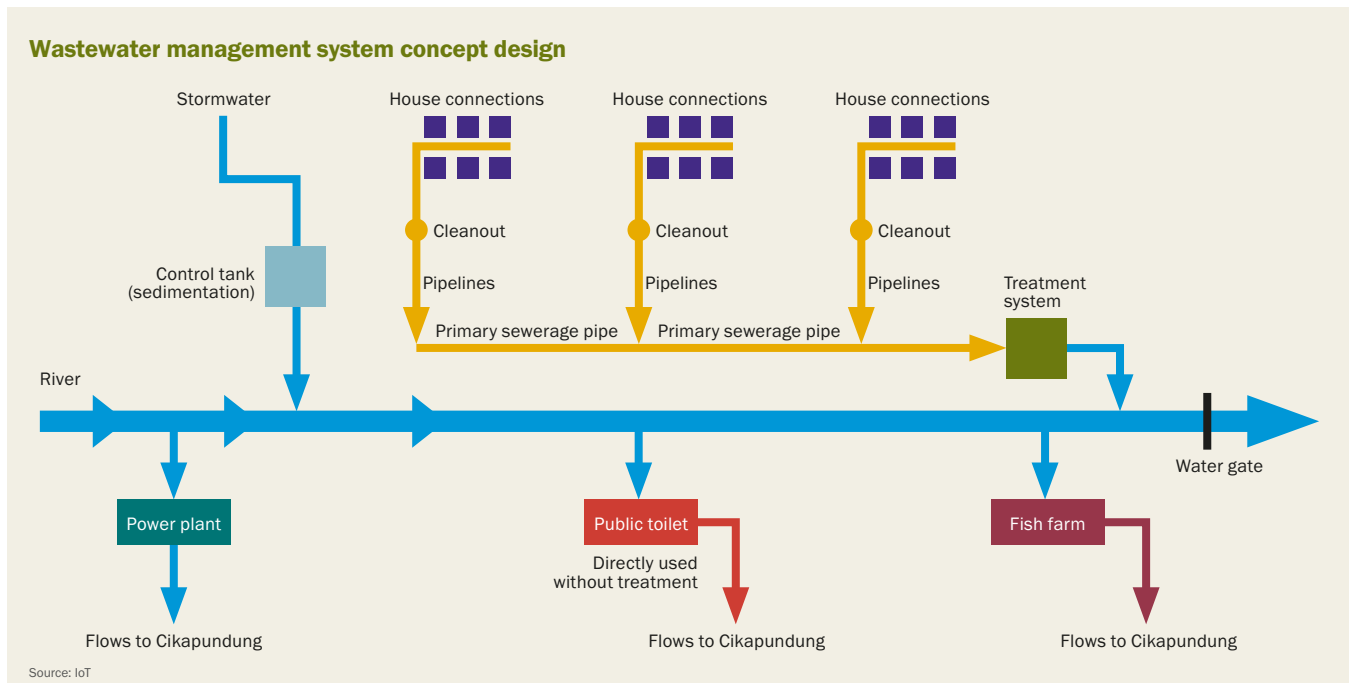 Wastewater management system concept design
Stormwater
House connections
House connections
House connections
Cleanout
Cleanout
Cleanout
Control tank
(sedimentation)
Pipelines
Pipelines
Pipelines
Treatment
system
Primary sewerage pipe
Primary sewerage pipe
River
Water gate
Power plant
Public toilet
Fish farm
Directly used
without treatment
Flows to Cikapundung
Flows to Cikapundung
Flows to Cikapundung
Source: IoT